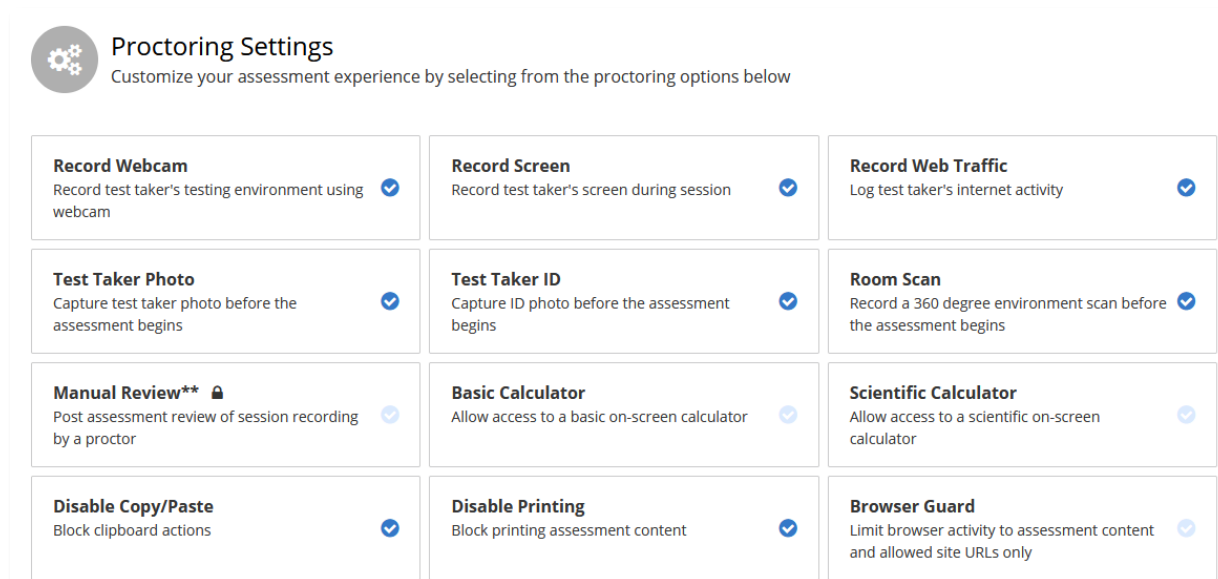 Proctoring Settings
Customize your assessment experience by selecting from the proctoring options below
Record Webcam
Record test taker's testing environment using
webcam
Record Screen
Record test taker's screen during session
Record Web Traffic
Log test taker's internet activity
Test Taker Photo
Capture test taker photo before the
assessment begins
Test Taker ID
Capture ID photo before the assessment
begins
Room Scan
Record a 360 degree environment scan before
the assessment begins
Manual Review**
Post assessment review of session recording
by a proctor
Basic Calculator
Allow access to a basic on-screen calculator
Scientific Calculator
Allow access to a scientific on-screen
calculator
Disable Copy/Paste
Block clipboard actions
Disable Printing
Block printing assessment content
Browser Guard
Limit browser activity to assessment content
and allowed site URLs only